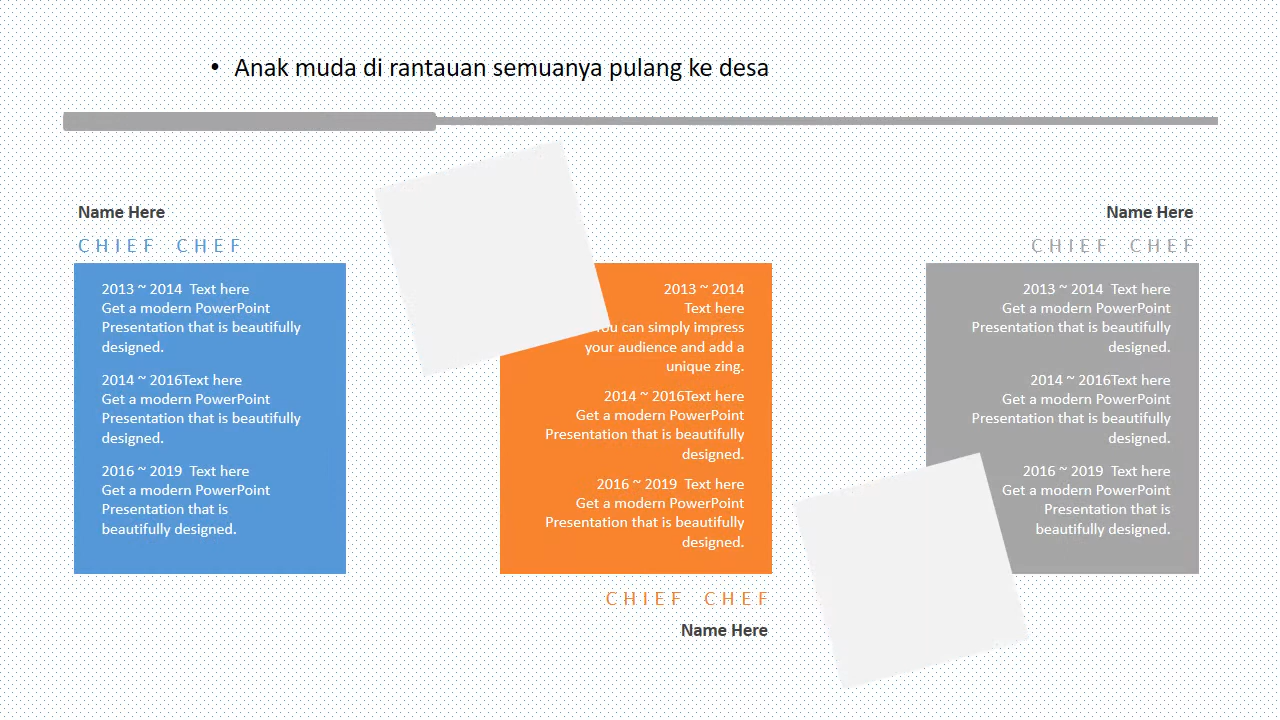 • Anak muda di rantauan semuanya pulang ke desa
Name Here
CHIEF CHEF
2013 ~ 2014 Text here
Get a modern PowerPoint
Presentation that is beautifully
designed.
2014 ~ 2016Text here
Get a modern PowerPoint
Presentation that is beautifully
designed.
2016 ~ 2019 Text here
Get a modern PowerPoint
Presentation that is
beautifully designed.
2013 ~ 2014
Text here
You can simply impress
your audience and add a
unique zing.
2014 ~ 2016Text here
Get a modern PowerPoint
Presentation that is beautifully
designed.
2016 ~ 2019 Text here
Get a modern PowerPoint
Presentation that is beautifully
designed.
CHIEF CHEF
Name Here
Name Here
CHIEF CHEF
2013 ~ 2014 Text here
Get a modern PowerPoint
Presentation that is beautifully
designed.
2014 ~ 2016Text here
Get a modern PowerPoint
Presentation that is beautifully
designed.
2016 ~ 2019 Text here
Get a modern PowerPoint
Presentation that is
beautifully designed.